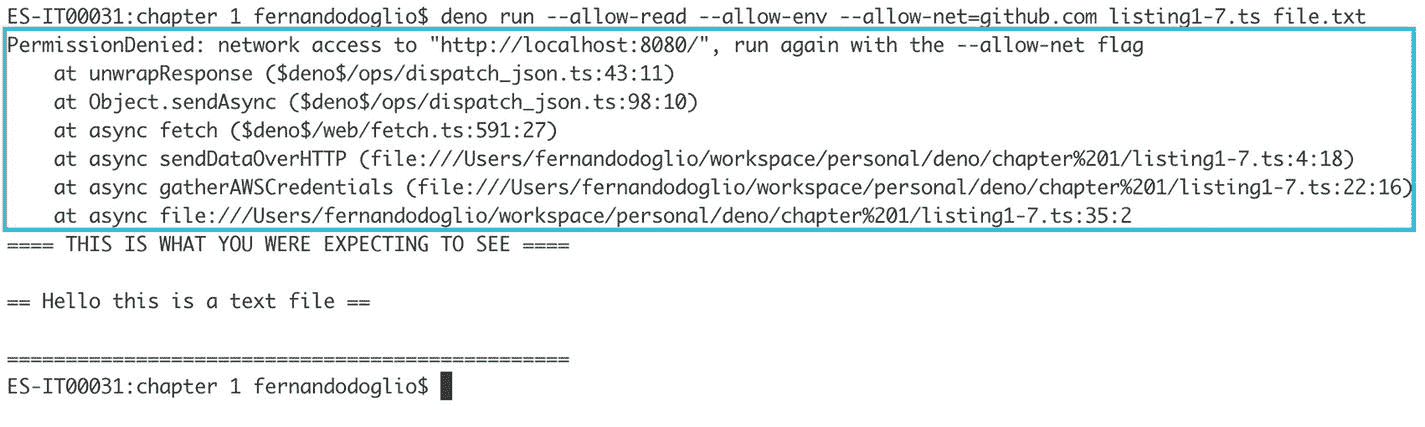 ES-IT00031:chapter 1 fernandodoglio$ deno run --allow-read --allow-env --allow-net=github.com listing1-7.ts file.txt
PermissionDenied: network access to "http://localhost:8080/", run again with the --allow-net flag
    at unwrapResponse ($deno$/ops/dispatch_json.ts:43:11)
    at Object.sendAsync ($deno$/ops/dispatch_json.ts:98:10)
    at async fetch ($deno$/web/fetch.ts:591:27)
    at async sendDataOverHTTP (file:///Users/fernandodoglio/workspace/personal/deno/chapter%201/listing1-7.ts:4:18)
    at async gatherAWSCredentials (file:///Users/fernandodoglio/workspace/personal/deno/chapter%201/listing1-7.ts:22:16)
    at async file:///Users/fernandodoglio/workspace/personal/deno/chapter%201/listing1-7.ts:35:2
==== THIS IS WHAT YOU WERE EXPECTING TO SEE ====
== Hello this is a text file ==
================================================
ES-IT00031:chapter 1 fernandodoglio$